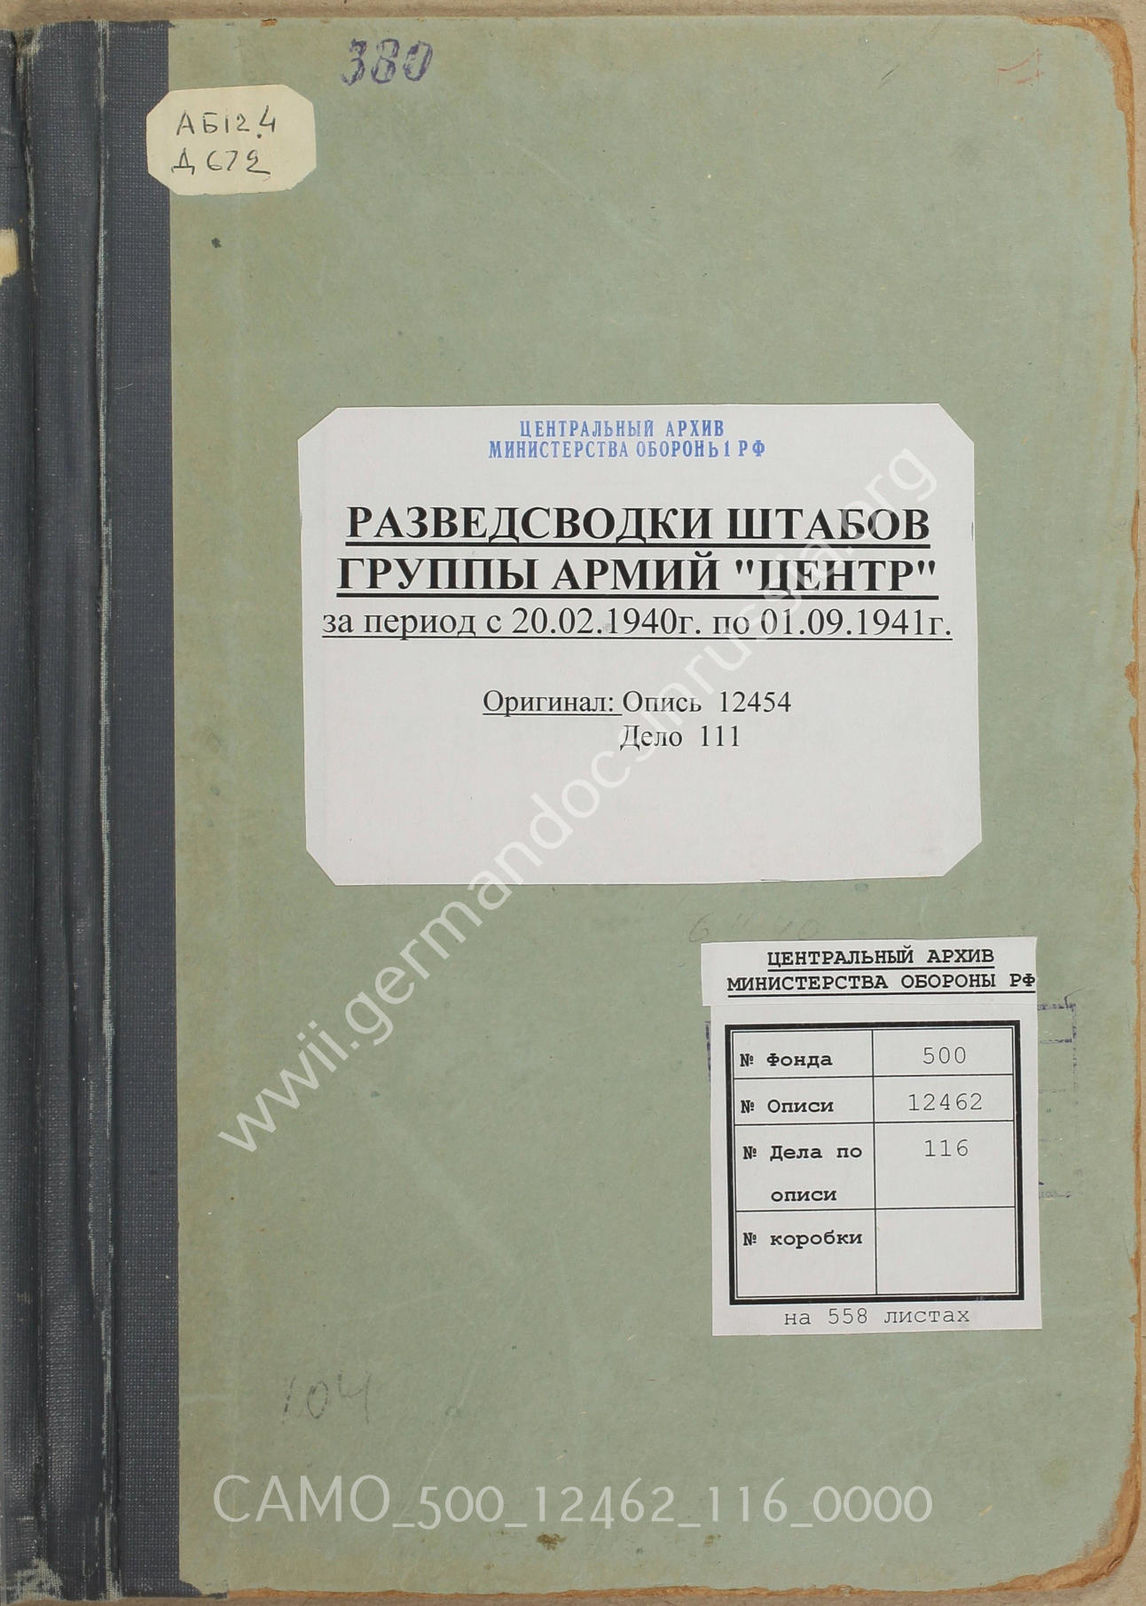 380
АБ12.4
Д 672
ЦЕНТРАЛЬНЫЙ АРХИВ
МИНИСТЕРСТВА ОБОРОНЫ РФ
РАЗВЕДСВОДКИ ШТАБОВ
ГРУППЫ АРМИЙ "ЦЕНТР"
за период с 20.02.1940г. по 01.09.1941г.
Оригинал: Опись 12454
Дело 111
wwii.germandocsinrussia.org
ЦЕНТРАЛЬНЫЙ АРХИВ
МИНИСТЕРСТВА ОБОРОНЫ РФ
№ Фонда 500
№ Описи 12462
№ Дела по 116
описи
№ коробки
на 558 листах
104
CAMO_500_12462_116_0000